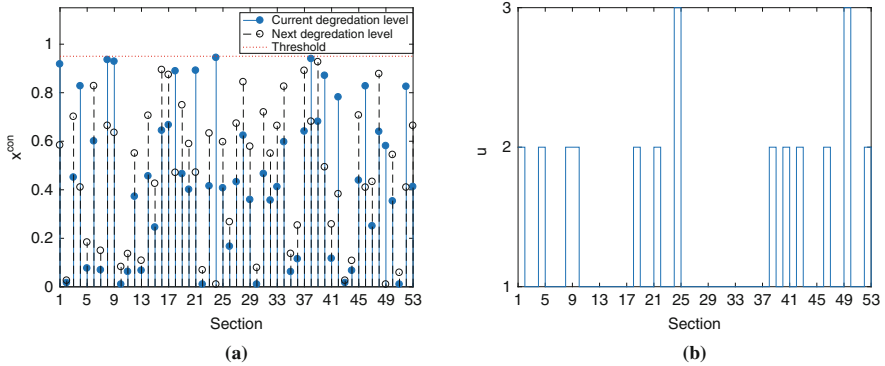 Current degredation level
Next degredation level
Threshold
1
0.8
0.6
0.4
0.2
0
x^con
1 5 9 13 17 21 25 29 33 37 41 45 49 53
Section
(a)
3
2
1
u
1 5 9 13 17 21 25 29 33 37 41 45 49 53
Section
(b)